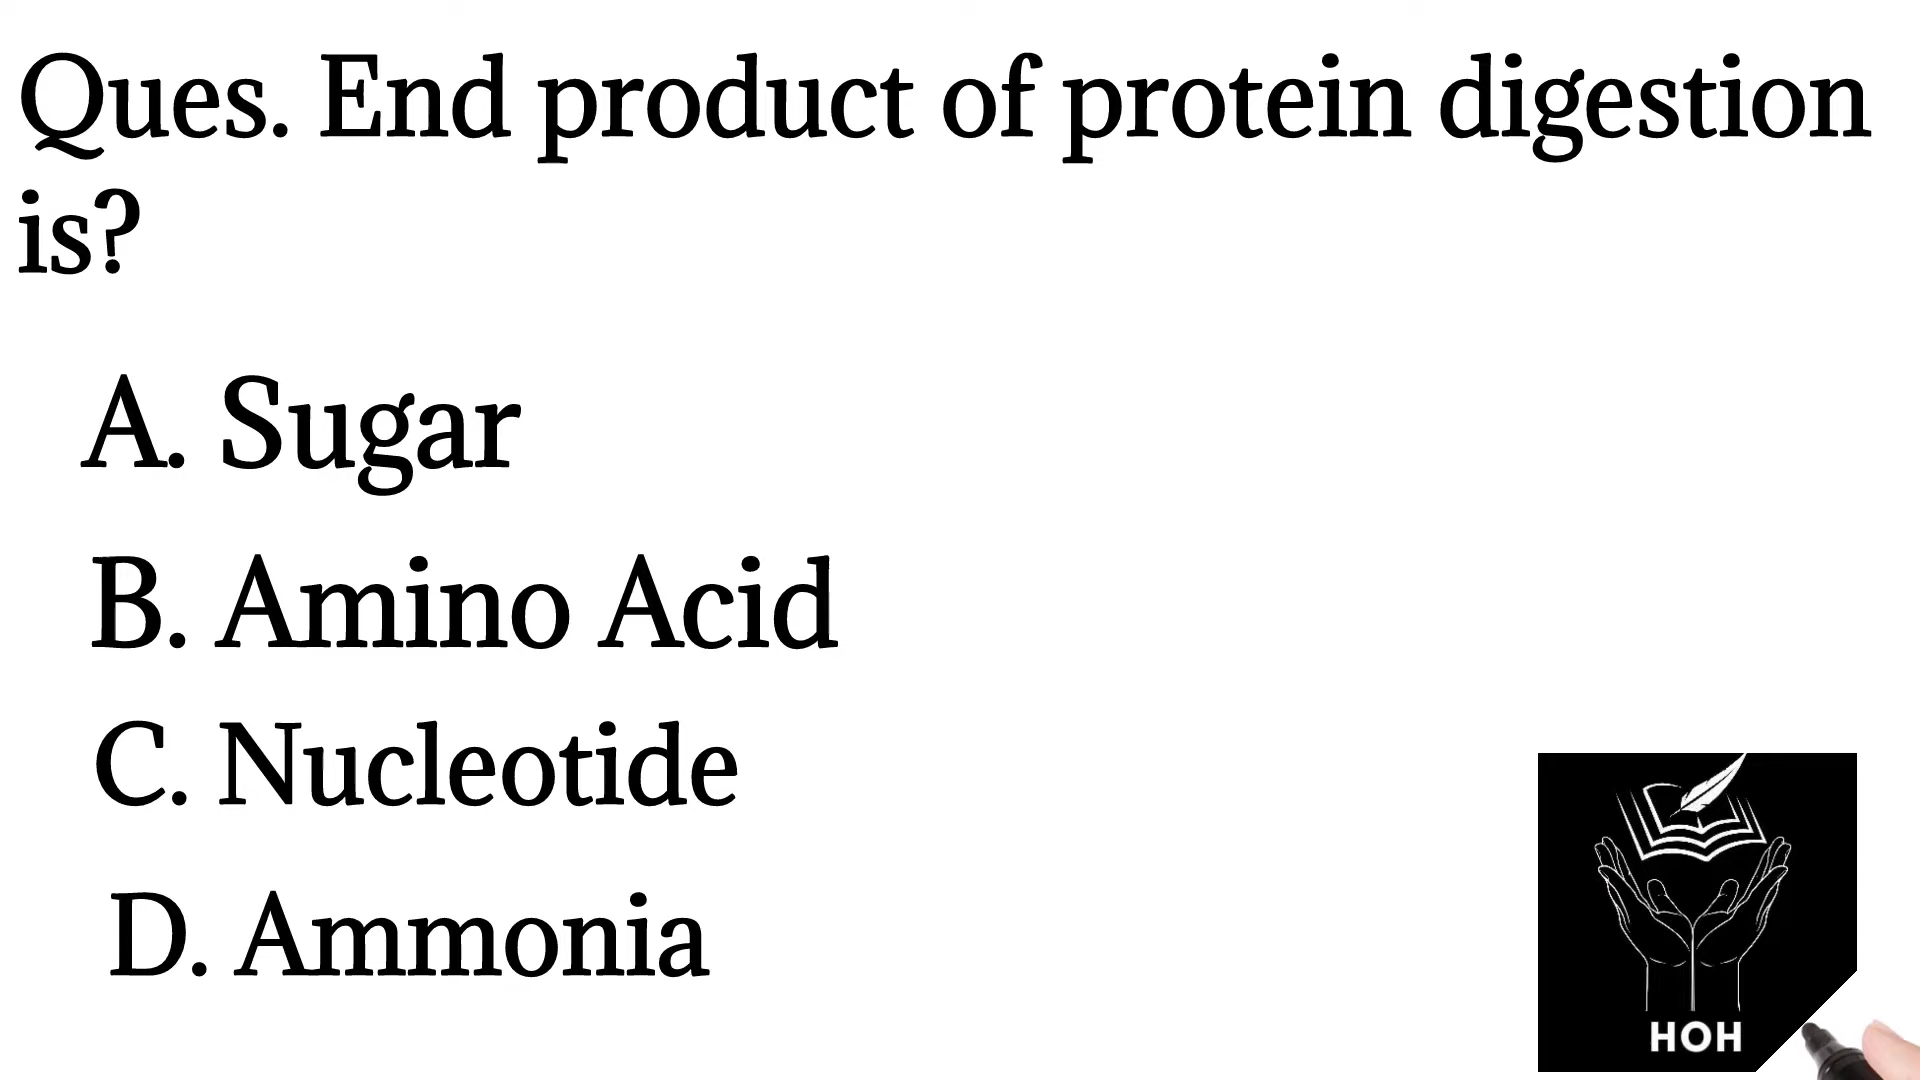 Ques. End product of protein digestion
is?
A. Sugar
B. Amino Acid
C. Nucleotide
D. Ammonia
HOH